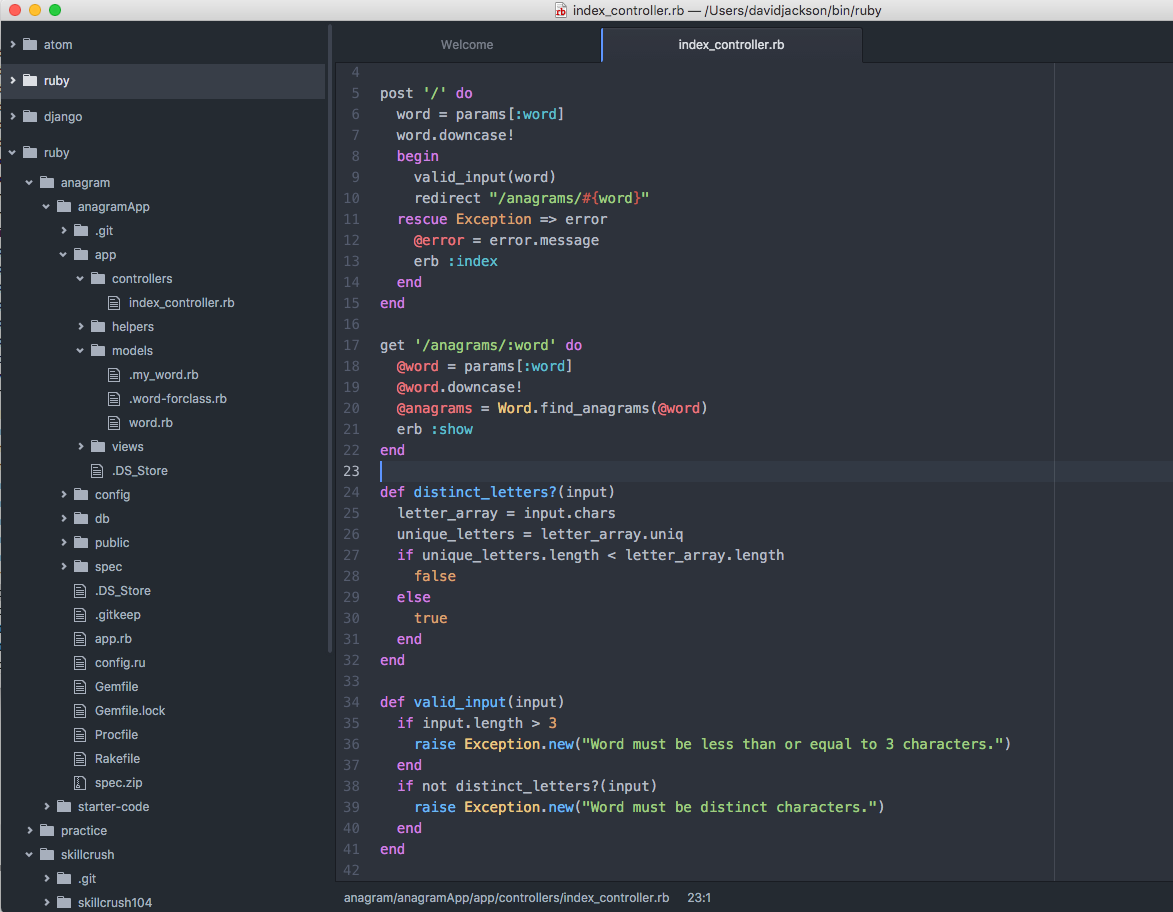 index_controller.rb — /Users/davidjackson/bin/ruby
atom
ruby
django
ruby
anagram
anagramApp
.git
app
controllers
index_controller.rb
helpers
models
.my_word.rb
.word-forclass.rb
word.rb
views
.DS_Store
config
db
public
spec
.DS_Store
.gitkeep
app.rb
config.ru
Gemfile
Gemfile.lock
Procfile
Rakefile
spec.zip
starter-code
practice
skillcrush
.git
skillcrush104
Welcome
index_controller.rb
4
5 post '/' do
6   word = params[:word]
7   word.downcase!
8   begin
9     valid_input(word)
10     redirect "/anagrams/#{word}"
11   rescue Exception => error
12     @error = error.message
13     erb :index
14   end
15 end
16
17 get '/anagrams/:word' do
18   @word = params[:word]
19   @word.downcase!
20   @anagrams = Word.find_anagrams(@word)
21   erb :show
22 end
23
24 def distinct_letters?(input)
25   letter_array = input.chars
26   unique_letters = letter_array.uniq
27   if unique_letters.length < letter_array.length
28     false
29   else
30     true
31   end
32 end
33
34 def valid_input(input)
35   if input.length > 3
36     raise Exception.new("Word must be less than or equal to 3 characters.")
37   end
38   if not distinct_letters?(input)
39     raise Exception.new("Word must be distinct characters.")
40   end
41 end
42
anagram/anagramApp/app/controllers/index_controller.rb 23:1